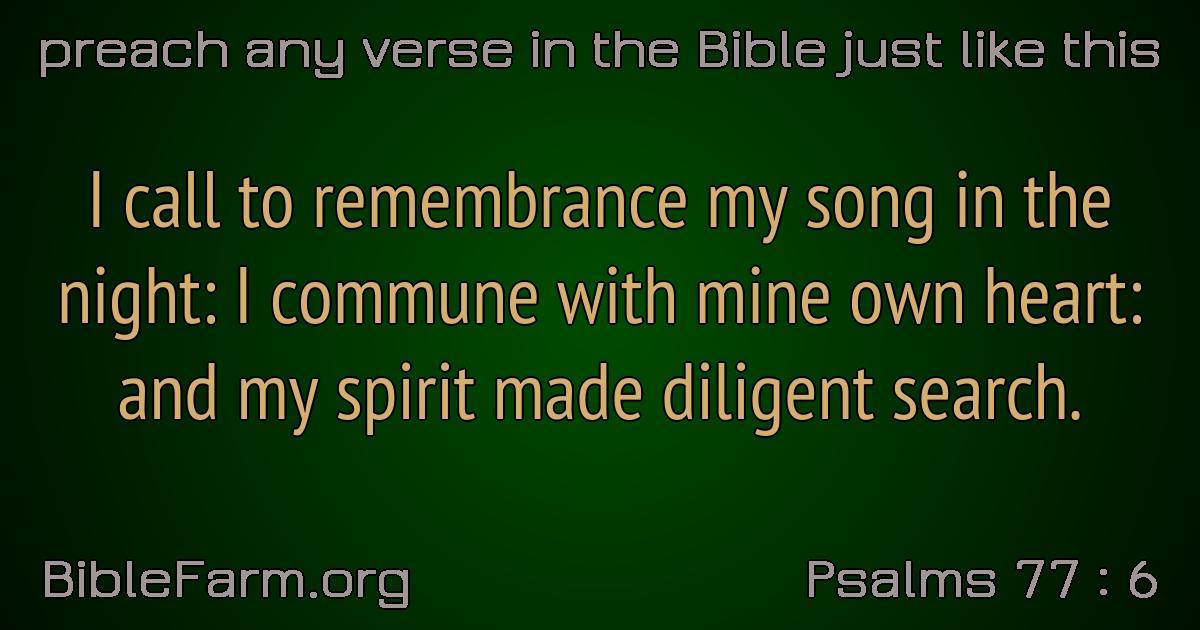 preach any verse in the Bible just like this
I call to remembrance my song in the
night: I commune with mine own heart:
and my spirit made diligent search.
BibleFarm.org
Psalms 77 : 6